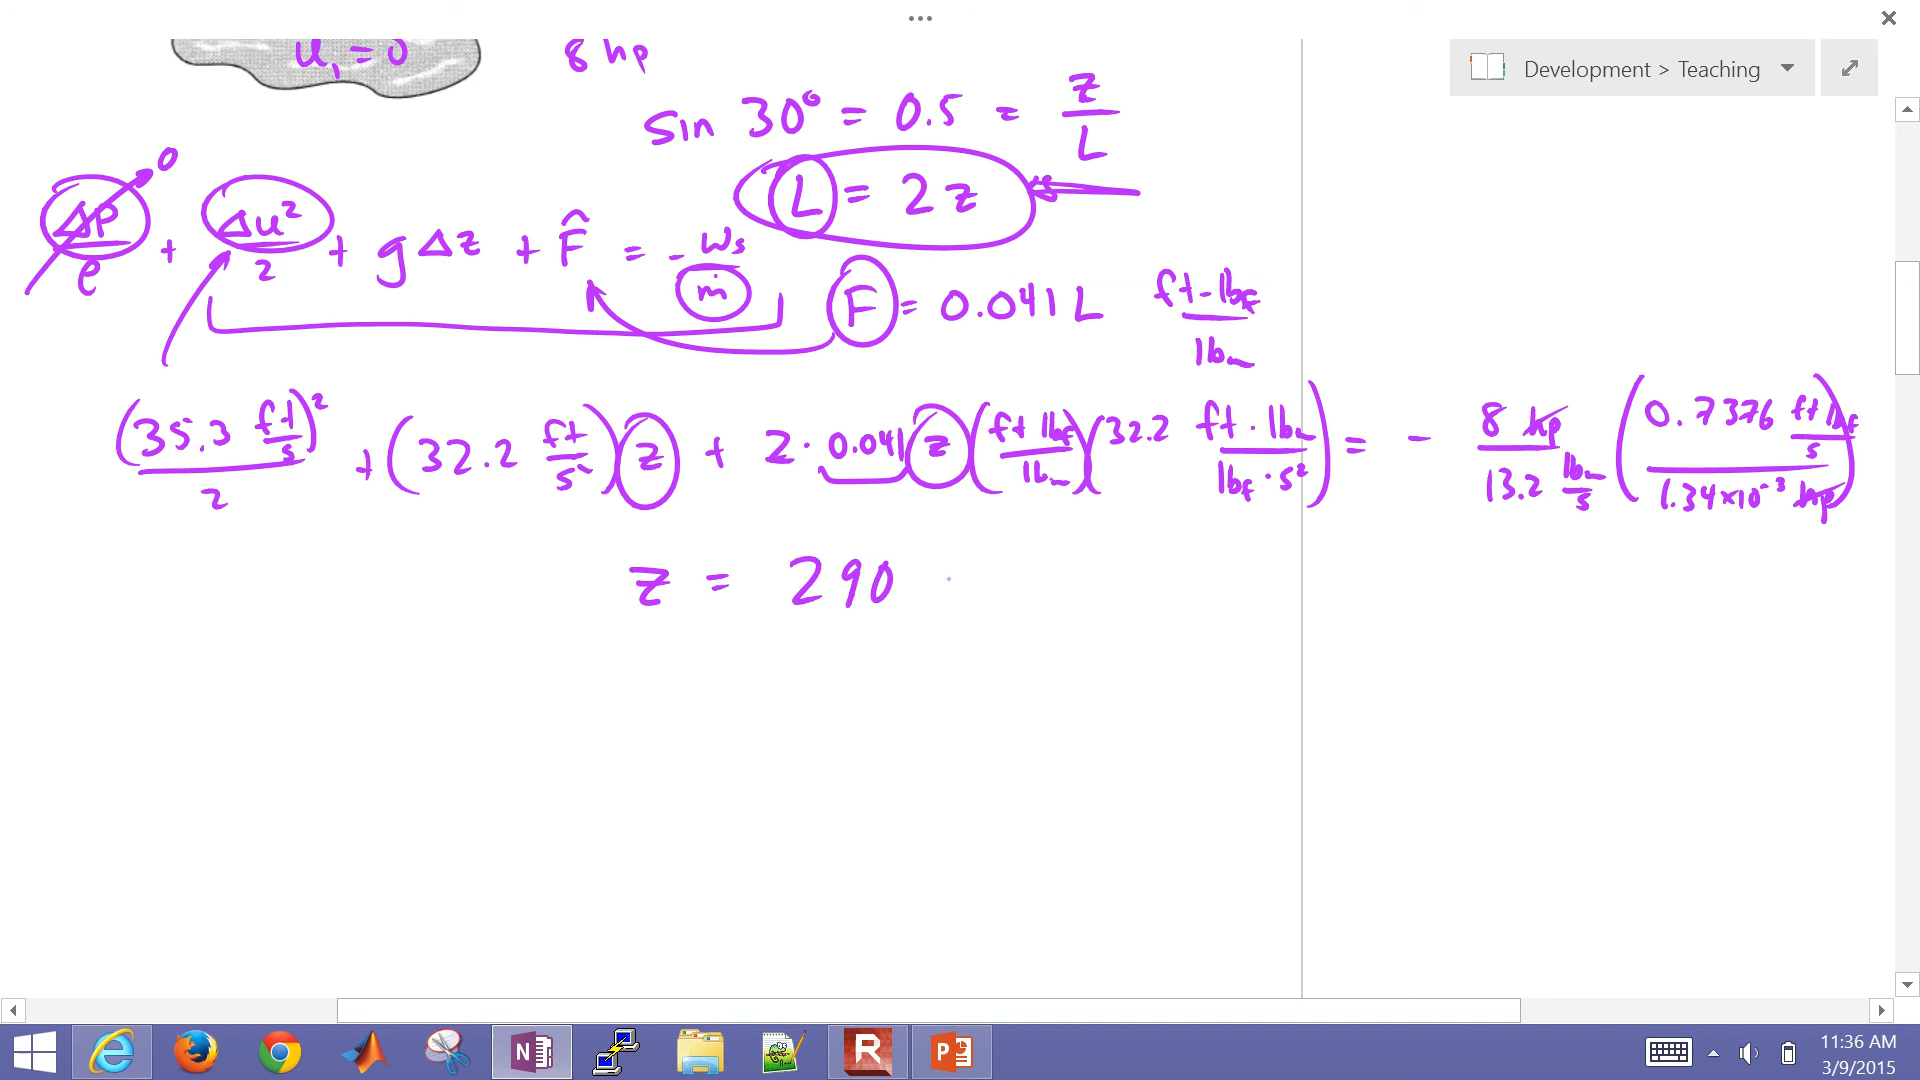 u₁ = 0
8 hp
Development > Teaching
sin 30° = 0.5 = z/L
L = 2z
Δp/ρ → 0 + Δu²/2 + gΔz + F̂ = - Ws/ṁ
F = 0.041 L ft-lbf/lbm
(35.3 ft/s)²/2 + (32.2 ft/s²) z + 2 · 0.041 z (ft lbf/lbm)(32.2 ft · lbm/lbf · s²) = - 8 hp/13.2 lbm/s (0.7376 ft lbf/s / 1.34×10⁻³ hp)
z = 290
11:36 AM
3/9/2015